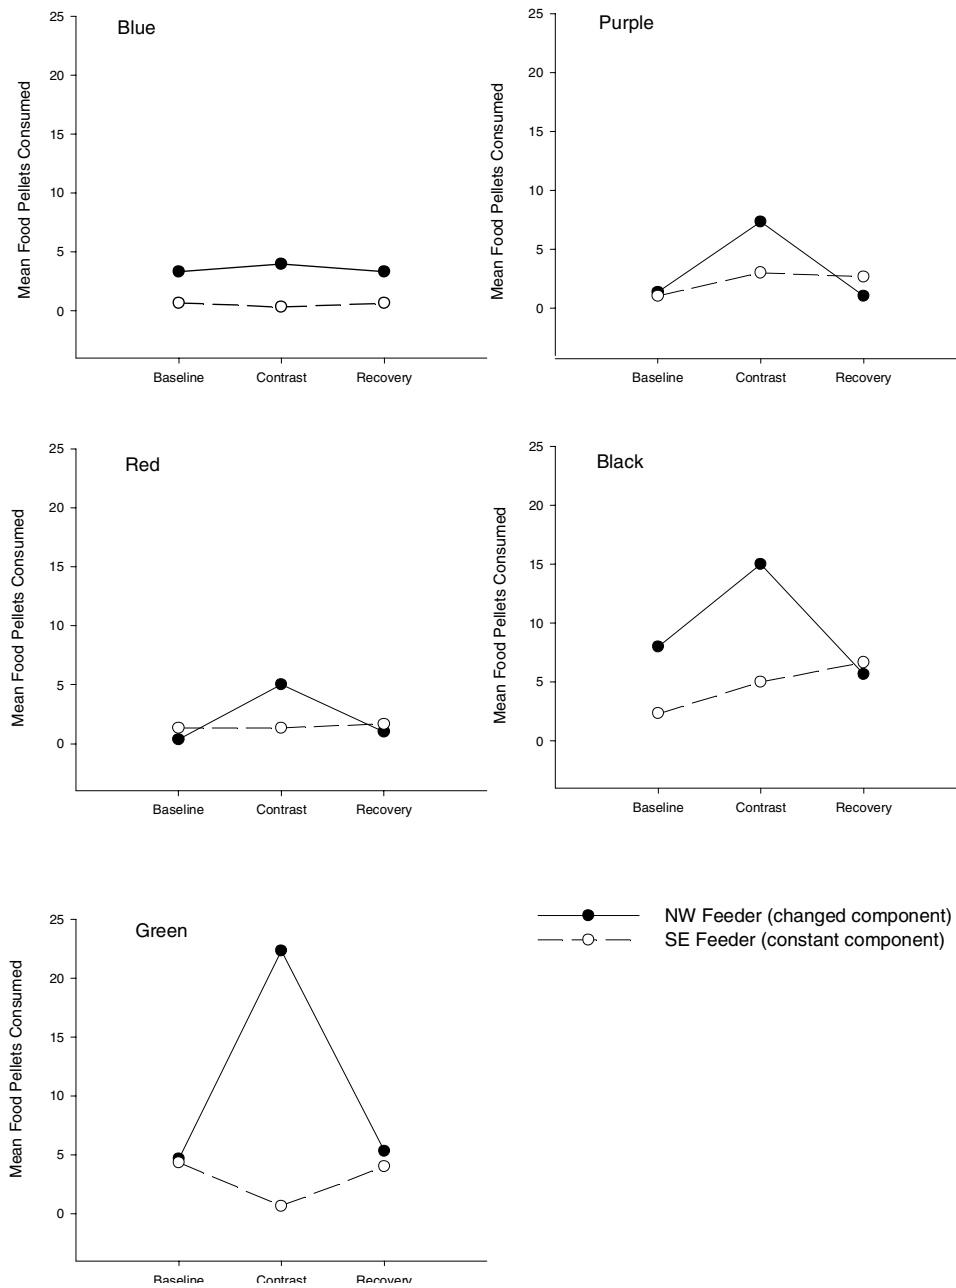 Blue
Mean Food Pellets Consumed
25
20
15
10
5
0
Baseline Contrast Recovery
Purple
Mean Food Pellets Consumed
25
20
15
10
5
0
Baseline Contrast Recovery
Red
Mean Food Pellets Consumed
25
20
15
10
5
0
Baseline Contrast Recovery
Black
Mean Food Pellets Consumed
25
20
15
10
5
0
Baseline Contrast Recovery
Green
Mean Food Pellets Consumed
25
20
15
10
5
0
Baseline Contrast Recovery
NW Feeder (changed component)
SE Feeder (constant component)